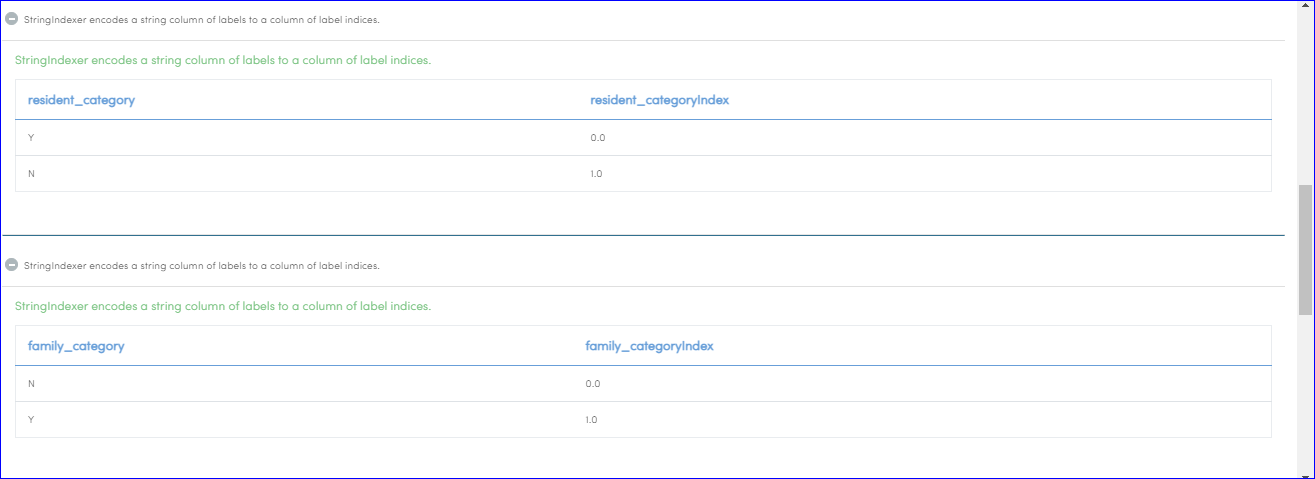 StringIndexer encodes a string column of labels to a column of label indices.
StringIndexer encodes a string column of labels to a column of label indices.
resident_category resident_categoryIndex
Y 0.0
N 1.0
StringIndexer encodes a string column of labels to a column of label indices.
StringIndexer encodes a string column of labels to a column of label indices.
family_category family_categoryIndex
N 0.0
Y 1.0